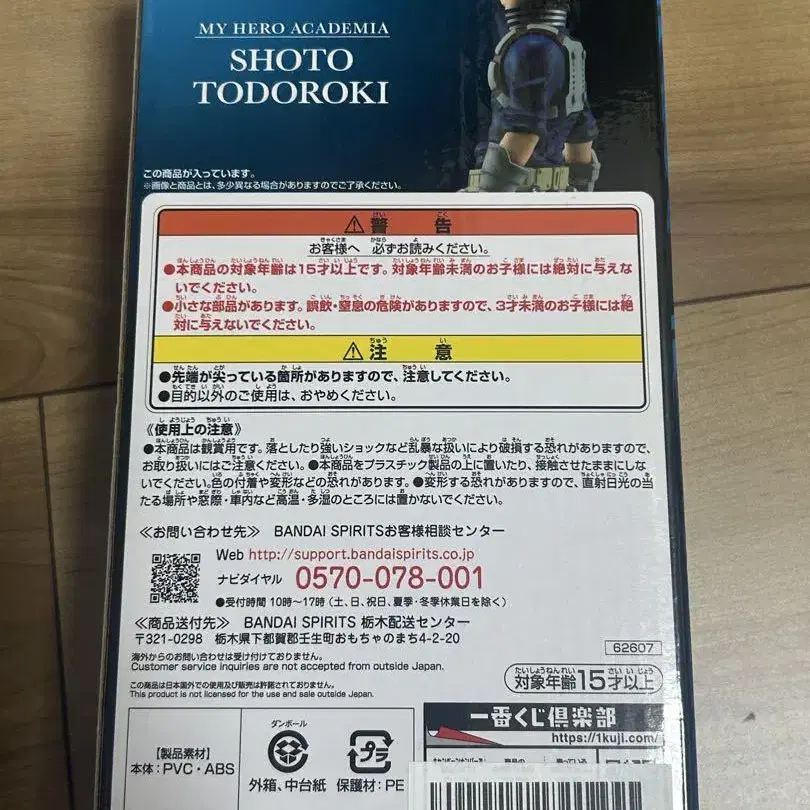 MY HERO ACADEMIA
SHOTO
TODOROKI
この商品が入っています。
※画像と商品とは、多少異なる場合がありますのでご了承ください。
⚠警告
お客様へ 必ずお読みください。
●本商品の対象年齢は15才以上です。対象年齢未満のお子様には絶対に与えな
いでください。
●小さな部品があります。誤飲・窒息の危険がありますので、3才未満のお子様には絶
対に与えないでください。
⚠注意
●先端が尖っている箇所がありますので、注意してください。
●目的以外のご使用は、おやめください。
《使用上の注意》
●本商品は観賞用です。落としたり強いショックなど乱暴な扱いにより破損する恐れがありますので、
お取り扱いにはご注意ください。●本商品をプラスチック製品の上に置いたり、接触させたままにしな
いでください。色の付着や変形などの恐れがあります。●変形する恐れがありますので、直射日光の当
たる場所や窓際・車内など高温・多湿のところには置かないでください。
≪お問い合わせ先≫ BANDAI SPIRITSお客様相談センター
Web http://support.bandaispirits.co.jp
ナビダイヤル 0570-078-001
●受付時間 10時～17時(土、日、祝日、夏季・冬季休業日を除く)
≪商品送付先≫ BANDAI SPIRITS 栃木配送センター
〒321-0298 栃木県下都賀郡壬生町おもちゃのまち4-2-20
62607
海外からのお問い合わせは受け付けておりません。
Customer service inquiries are not accepted from outside Japan.
この商品は日本国外での使用及び販売は許諾されておりません。
This product is not licensed for the use and sale outside Japan.
対象年齢15才以上
【製品素材】
本体：PVC・ABS
ダンボール
外箱、中台紙
プラ
保護材：PE
一番くじ倶楽部
https://1kuji.com/